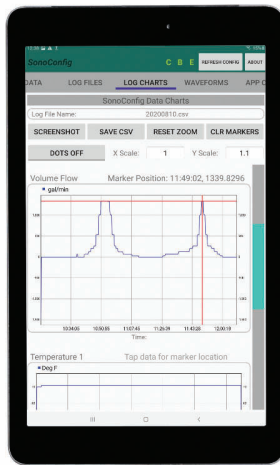 SonoConfig C B E REFRESH CONFIG ABOUT
DATA LOG FILES LOG CHARTS WAVEFORMS APP C
SonoConfig Data Charts
Log File Name: 20200810.csv
SCREENSHOT SAVE CSV RESET ZOOM CLR MARKERS
DOTS OFF X Scale: 1 Y Scale: 1.1
Volume Flow Marker Position: 11:49:02, 1339.8296
gal/min
10:34:05 10:50:55 11:07:45 11:24:39 11:43:28 12:00:19
Time:
Temperature 1 Tap data for marker location
Deg F